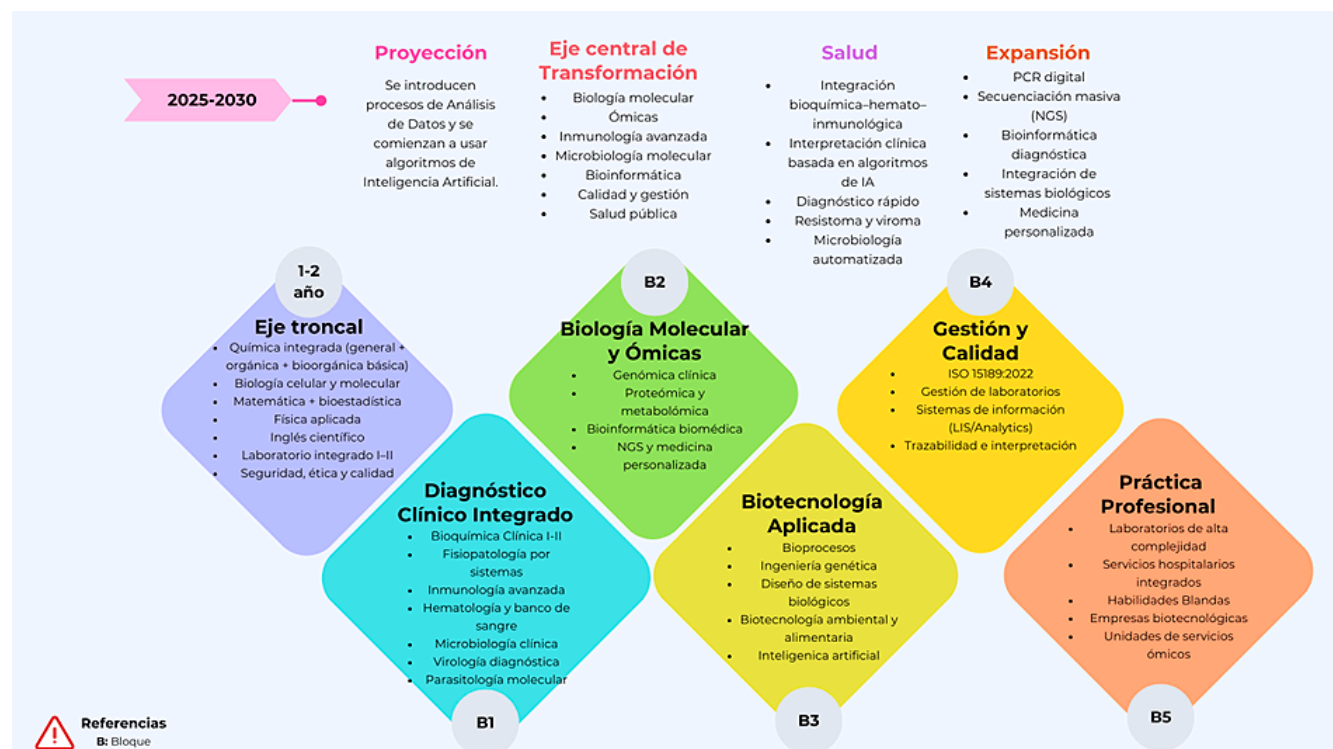 2025-2030
Proyección
Se introducen
procesos de Análisis
de Datos y se
comienzan a usar
algoritmos de
Inteligencia Artificial.
Eje central de
Transformación
• Biología molecular
• Ómicas
• Inmunología avanzada
• Microbiología molecular
• Bioinformática
• Calidad y gestión
• Salud pública
Salud
• Integración
bioquímica–hemato–
inmunológica
• Interpretación clínica
basada en algoritmos
de IA
• Diagnóstico rápido
• Resistoma y viroma
• Microbiología
automatizada
Expansión
• PCR digital
• Secuenciación masiva
(NGS)
• Bioinformática
diagnóstica
• Integración de
sistemas biológicos
• Medicina
personalizada
1-2
año
Eje troncal
• Química integrada (general +
orgánica + bioorgánica básica)
• Biología celular y molecular
• Matemática + bioestadística
• Física aplicada
• Inglés científico
• Laboratorio integrado I–II
• Seguridad, ética y calidad
Diagnóstico
Clínico Integrado
• Bioquímica Clínica I-II
• Fisiopatología por
sistemas
• Inmunología avanzada
• Hematología y banco de
sangre
• Microbiología clínica
• Virología diagnóstica
• Parasitología molecular
B1
B2
Biología Molecular
y Ómicas
• Genómica clínica
• Proteómica y
metabolómica
• Bioinformática biomédica
• NGS y medicina
personalizada
Biotecnología
Aplicada
• Bioprocesos
• Ingeniería genética
• Diseño de sistemas
biológicos
• Biotecnología ambiental y
alimentaria
• Inteligenica artificial
B3
B4
Gestión y
Calidad
• ISO 15189:2022
• Gestión de laboratorios
• Sistemas de información
(LIS/Analytics)
• Trazabilidad e interpretación
Práctica
Profesional
• Laboratorios de alta
complejidad
• Servicios hospitalarios
integrados
• Habilidades Blandas
• Empresas biotecnológicas
• Unidades de servicios
ómicos
B5
Referencias
B: Bloque